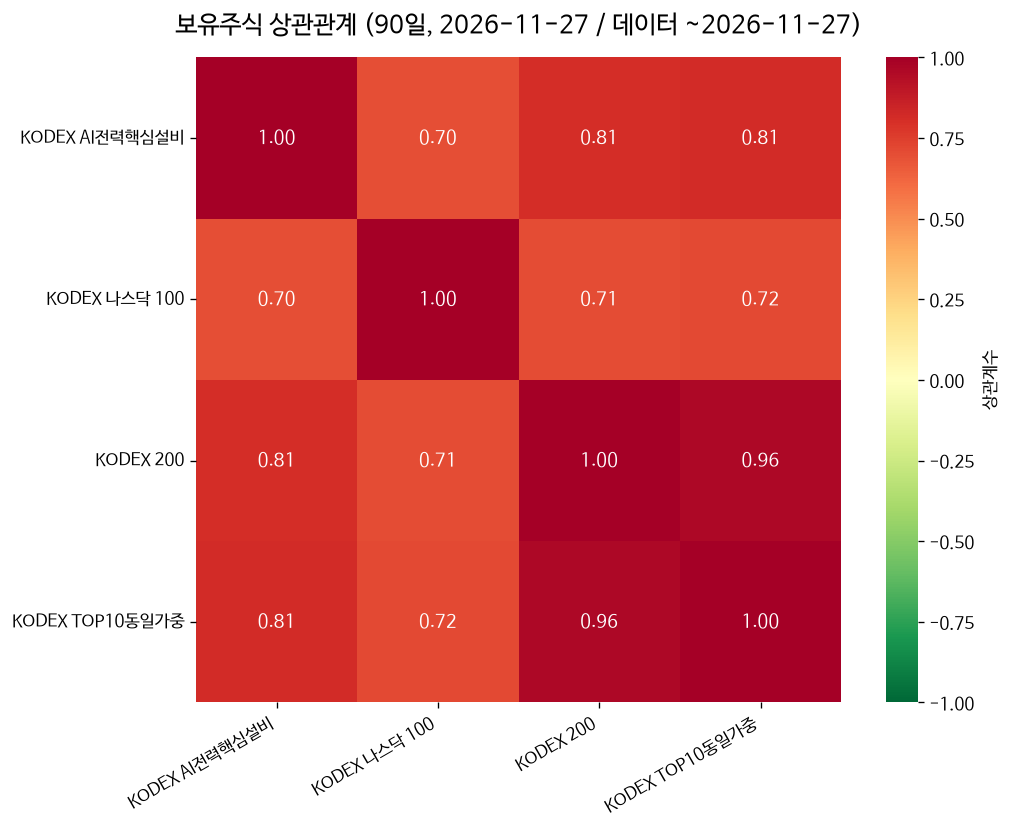 보유주식 상관관계 (90일, 2026-11-27 / 데이터 ~2026-11-27)
KODEX AI전력핵심설비 1.00 0.70 0.81 0.81
KODEX 나스닥 100 0.70 1.00 0.71 0.72
KODEX 200 0.81 0.71 1.00 0.96
KODEX TOP10동일가중 0.81 0.72 0.96 1.00
KODEX AI전력핵심설비
KODEX 나스닥 100
KODEX 200
KODEX TOP10동일가중
1.00
0.75
0.50
0.25
0.00
-0.25
-0.50
-0.75
-1.00
상관계수